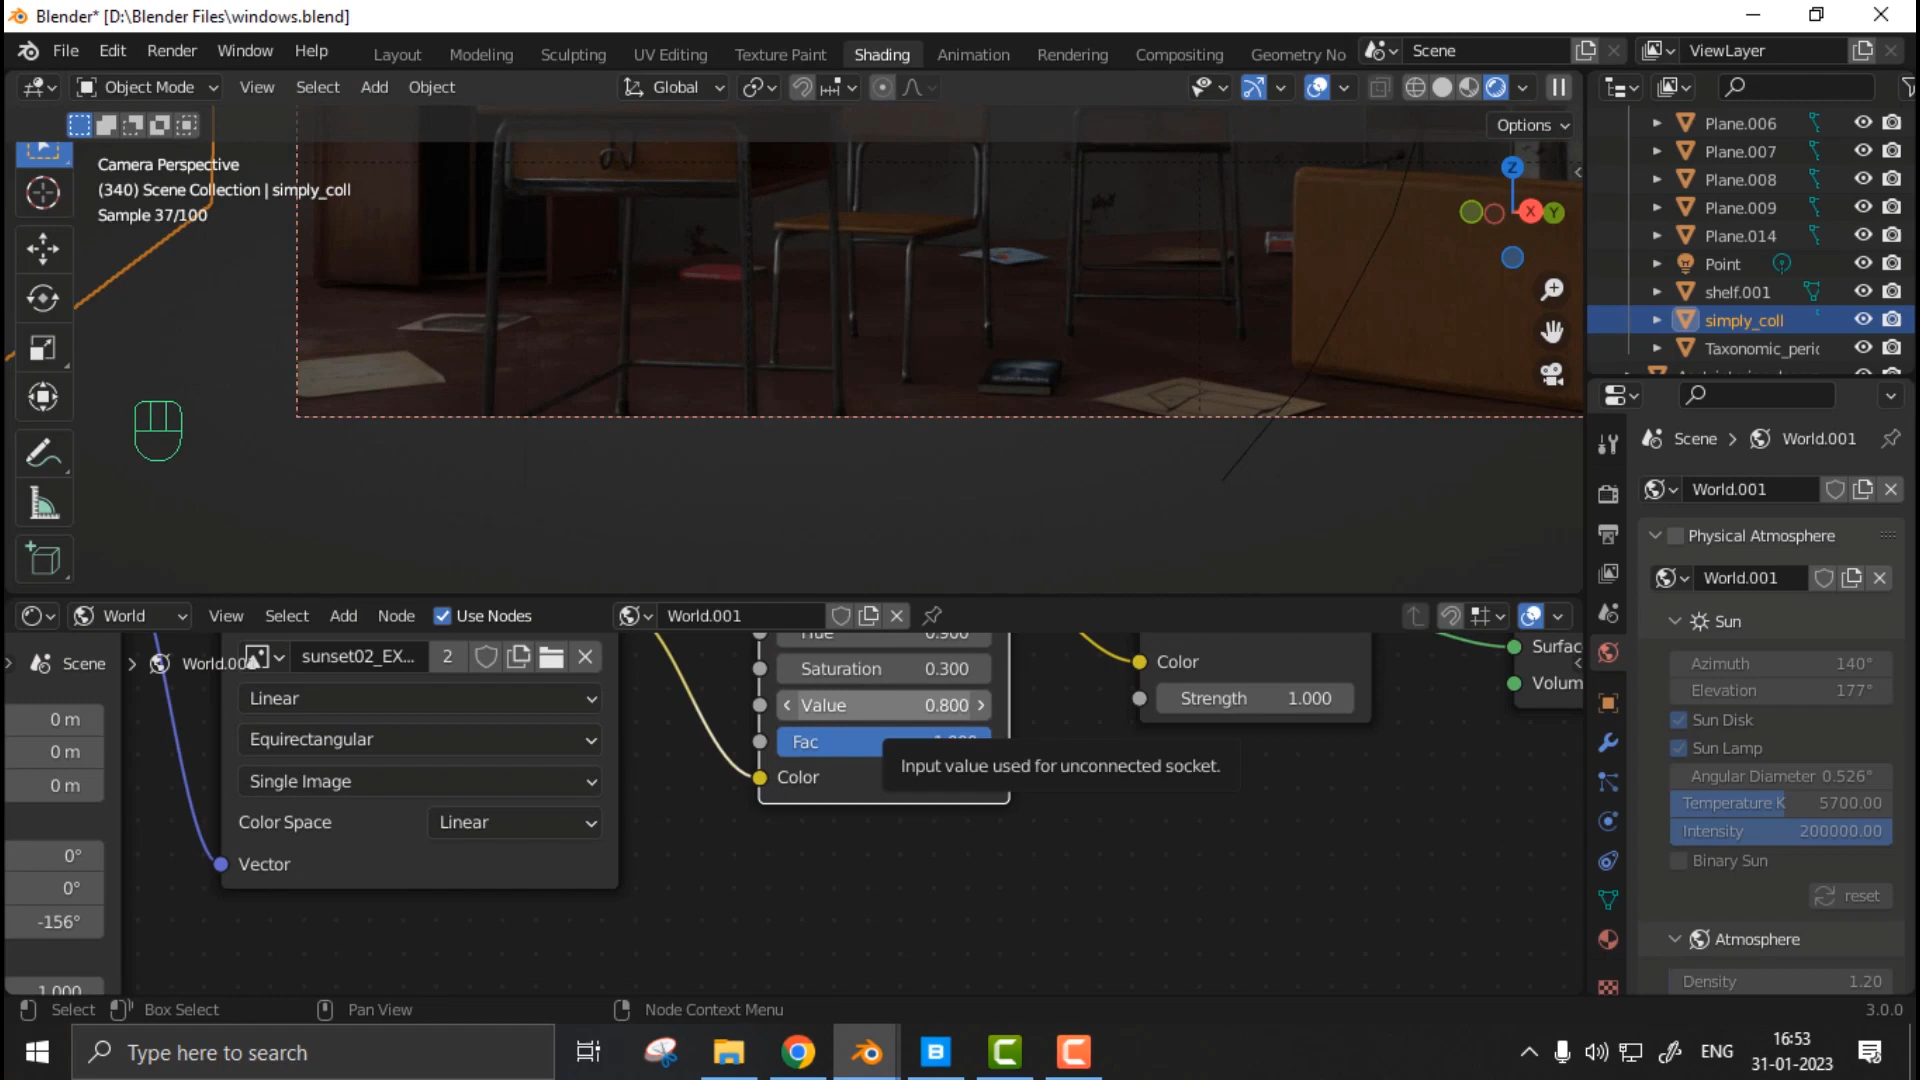 Blender* [D:\Blender Files\windows.blend]
File Edit Render Window Help Layout Modeling Sculpting UV Editing Texture Paint Shading Animation Rendering Compositing Geometry No Scene ViewLayer
Object Mode View Select Add Object Global
Options
Camera Perspective
(340) Scene Collection | simply_coll
Sample 37/100
Z
X
Y
Plane.006
Plane.007
Plane.008
Plane.009
Plane.014
Point
shelf.001
simply_coll
Taxonomic_peric
Scene > World.001
World.001
Physical Atmosphere
World.001
Sun
Azimuth 140°
Elevation 177°
Sun Disk
Sun Lamp
Angular Diameter 0.526°
Temperature K 5700.00
Intensity 200000.00
Binary Sun
reset
Atmosphere
Density 1.20
World View Select Add Node Use Nodes World.001
Scene > World.00
0 m
0 m
0 m
0°
0°
-156°
1.000
sunset02_EX... 2
Linear
Equirectangular
Single Image
Color Space Linear
Vector
Hue 0.900
Saturation 0.300
Value 0.800
Fac
Color
Input value used for unconnected socket.
Color
Strength 1.000
Surfac
Volum
Select Box Select Pan View Node Context Menu 3.0.0
Type here to search
ENG
16:53
31-01-2023